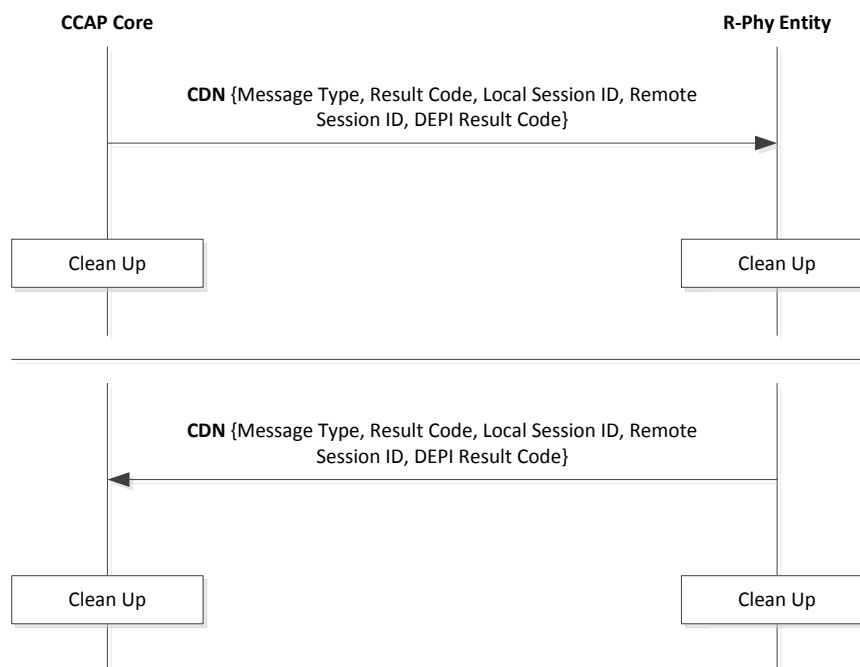 CCAP Core
R-Phy Entity
CDN {Message Type, Result Code, Local Session ID, Remote
Session ID, DEPI Result Code}
Clean Up
Clean Up
CDN {Message Type, Result Code, Local Session ID, Remote
Session ID, DEPI Result Code}
Clean Up
Clean Up